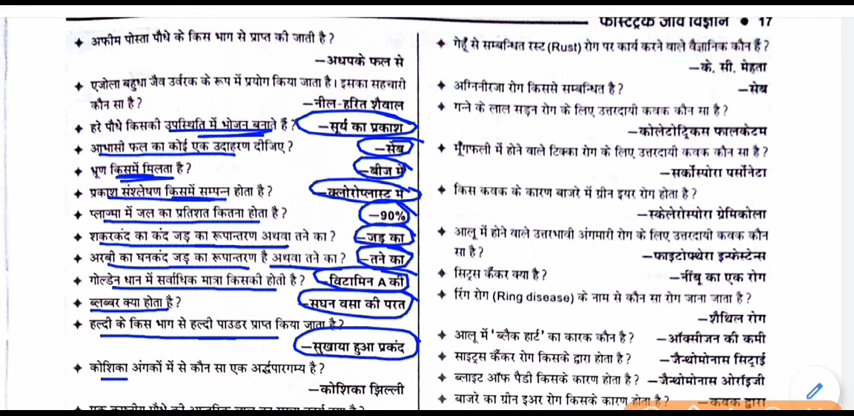 फास्टट्रैक जीव विज्ञान ● 17
अफीम पोस्ता पौधे के किस भाग से प्राप्त की जाती है ?
—अधपके फल से
एजोला बहुधा जैव उर्वरक के रूप में प्रयोग किया जाता है। इसका सहचारी
कौन सा है ? —नील-हरित शैवाल
हरे पौधे किसकी उपस्थिति में भोजन बनाते हैं ? —सूर्य का प्रकाश
आभासी फल का कोई एक उदाहरण दीजिए ? —सेब
भ्रूण किसमें मिलता है ? —बीज में
प्रकाश संश्लेषण किसमें सम्पन होता है ? —क्लोरोप्लास्ट में
प्लाज्मा में जल का प्रतिशत कितना होता है ? —90%
शकरकंद का कंद जड़ का रूपान्तरण अथवा तने का ? —जड़ का
अरबी का घनकंद जड़ का रूपान्तरण है अथवा तने का ? —तने का
गोल्डेन धान में सर्वाधिक मात्रा किसकी होती है ? —विटामिन A की
ब्लब्बर क्या होता है ? —सघन वसा की परत
हल्दी के किस भाग से हल्दी पाउडर प्राप्त किया जाता है ?
—सुखाया हुआ प्रकंद
कोशिका अंगकों में से कौन सा एक अर्द्धपारगम्य है ?
—कोशिका झिल्ली
गेहूँ से सम्बन्धित रस्ट (Rust) रोग पर कार्य करने वाले वैज्ञानिक कौन हैं ?
—के. सी. मेहता
अग्निनीरजा रोग किससे सम्बन्धित है ? —सेब
गन्ने के लाल सड़न रोग के लिए उत्तरदायी कवक कौन सा है ?
—कोलेटोट्रिकम फालकेटम
मूँगफली में होने वाले टिक्का रोग के लिए उत्तरदायी कवक कौन सा है ?
—सर्कोस्पोरा पर्सोनेटा
किस कवक के कारण बाजरे में ग्रीन इयर रोग होता है ?
—स्कलेरोस्पोरा ग्रेमिकोला
आलू में होने वाले उत्तरभावी अंगमारी रोग के लिए उत्तरदायी कवक कौन
सा है ? —फाइटोफ्थेरा इन्फेस्टेन्स
सिट्रस कैंकर क्या है ? —नींबू का एक रोग
रिंग रोग (Ring disease) के नाम से कौन सा रोग जाना जाता है ?
—शैथिल रोग
आलू में 'ब्लैक हार्ट' का कारक कौन है ? —ऑक्सीजन की कमी
साइट्रस कैंकर रोग किसके द्वारा होता है ? —जैन्थोमोनास सिट्राई
ब्लाइट ऑफ पैडी किसके कारण होता है ? —जैन्थोमोनास ओराँइजी
बाजरे का ग्रीन इअर रोग किसके कारण होता है ? —कवक द्वारा